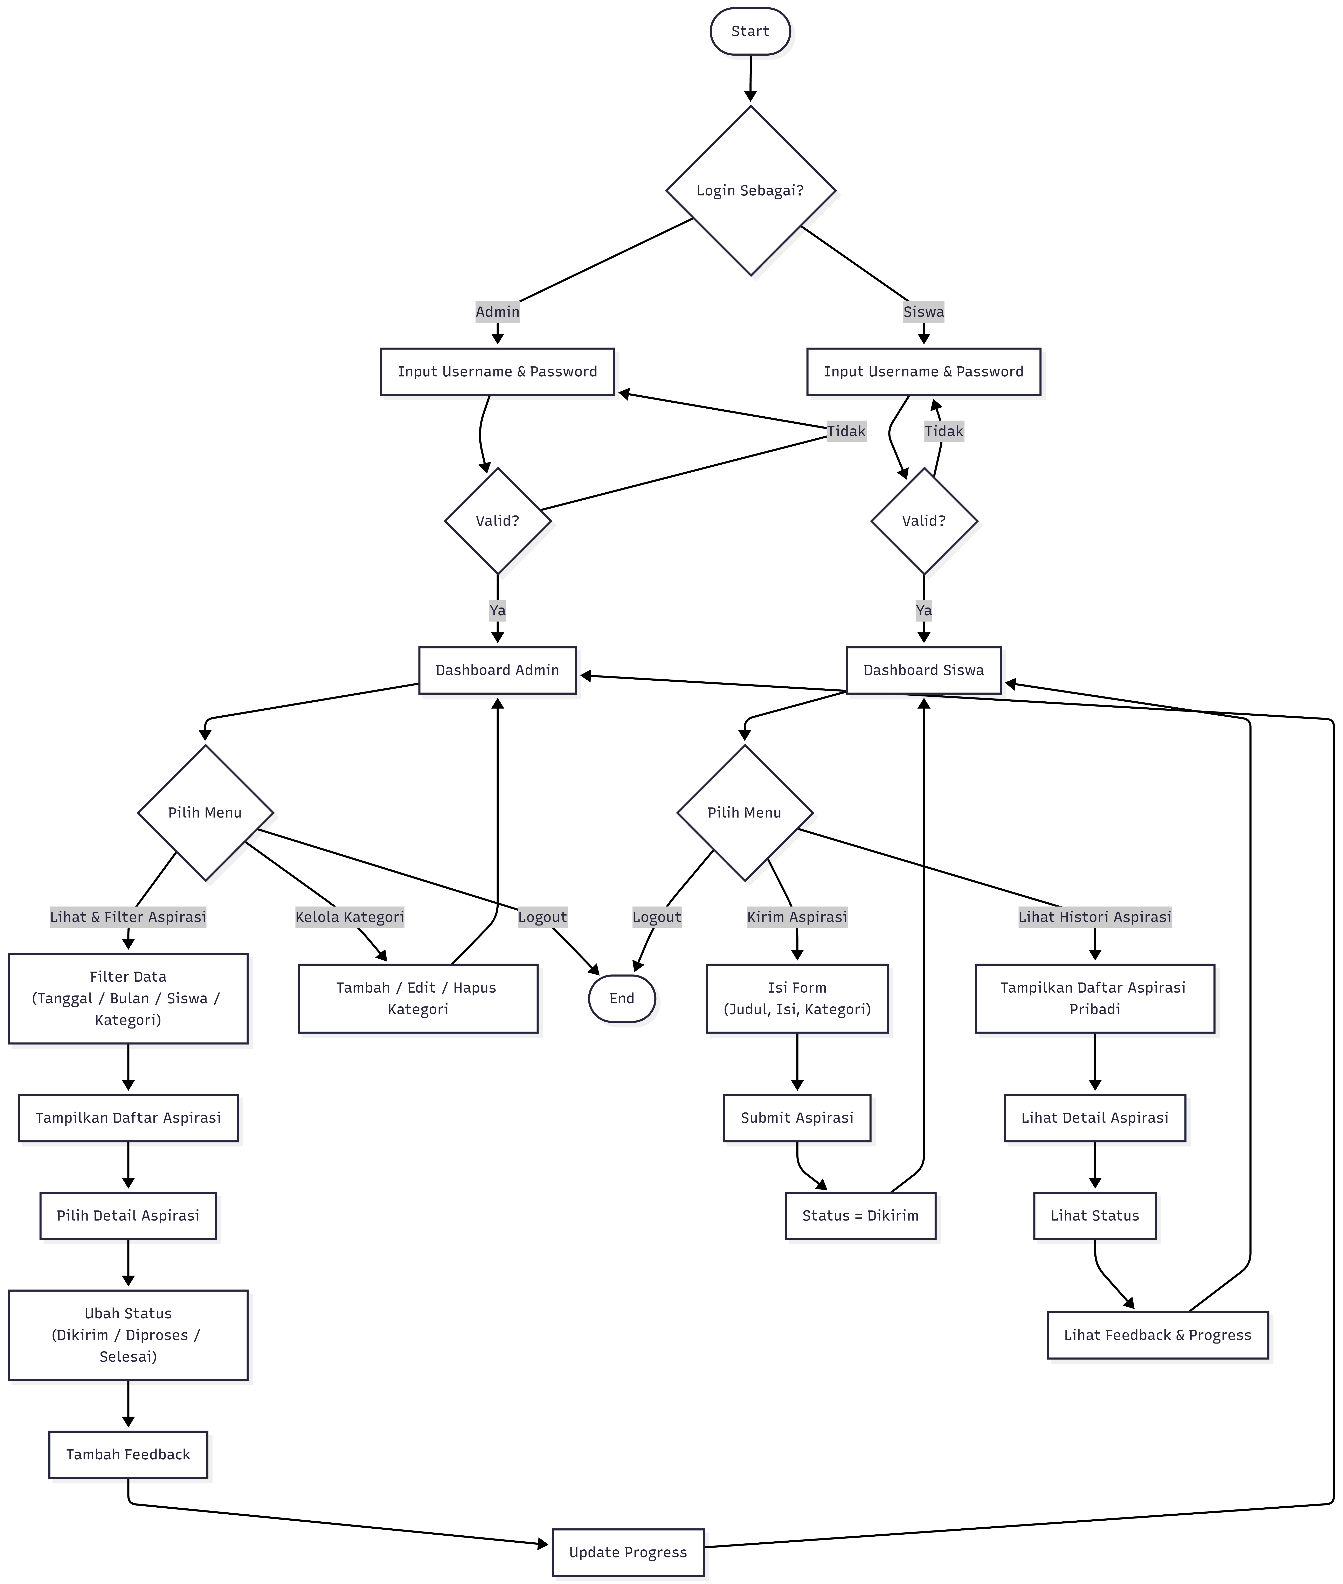 Start
Login Sebagai?
Admin
Siswa
Input Username & Password
Input Username & Password
Tidak
Tidak
Valid?
Valid?
Ya
Ya
Dashboard Admin
Dashboard Siswa
Pilih Menu
Pilih Menu
Lihat & Filter Aspirasi
Kelola Kategori
Logout
Logout
Kirim Aspirasi
Lihat Histori Aspirasi
Filter Data
(Tanggal / Bulan / Siswa /
Kategori)
Tambah / Edit / Hapus
Kategori
End
Isi Form
(Judul, Isi, Kategori)
Tampilkan Daftar Aspirasi
Pribadi
Tampilkan Daftar Aspirasi
Submit Aspirasi
Lihat Detail Aspirasi
Pilih Detail Aspirasi
Status = Dikirim
Lihat Status
Ubah Status
(Dikirim / Diproses /
Selesai)
Lihat Feedback & Progress
Tambah Feedback
Update Progress